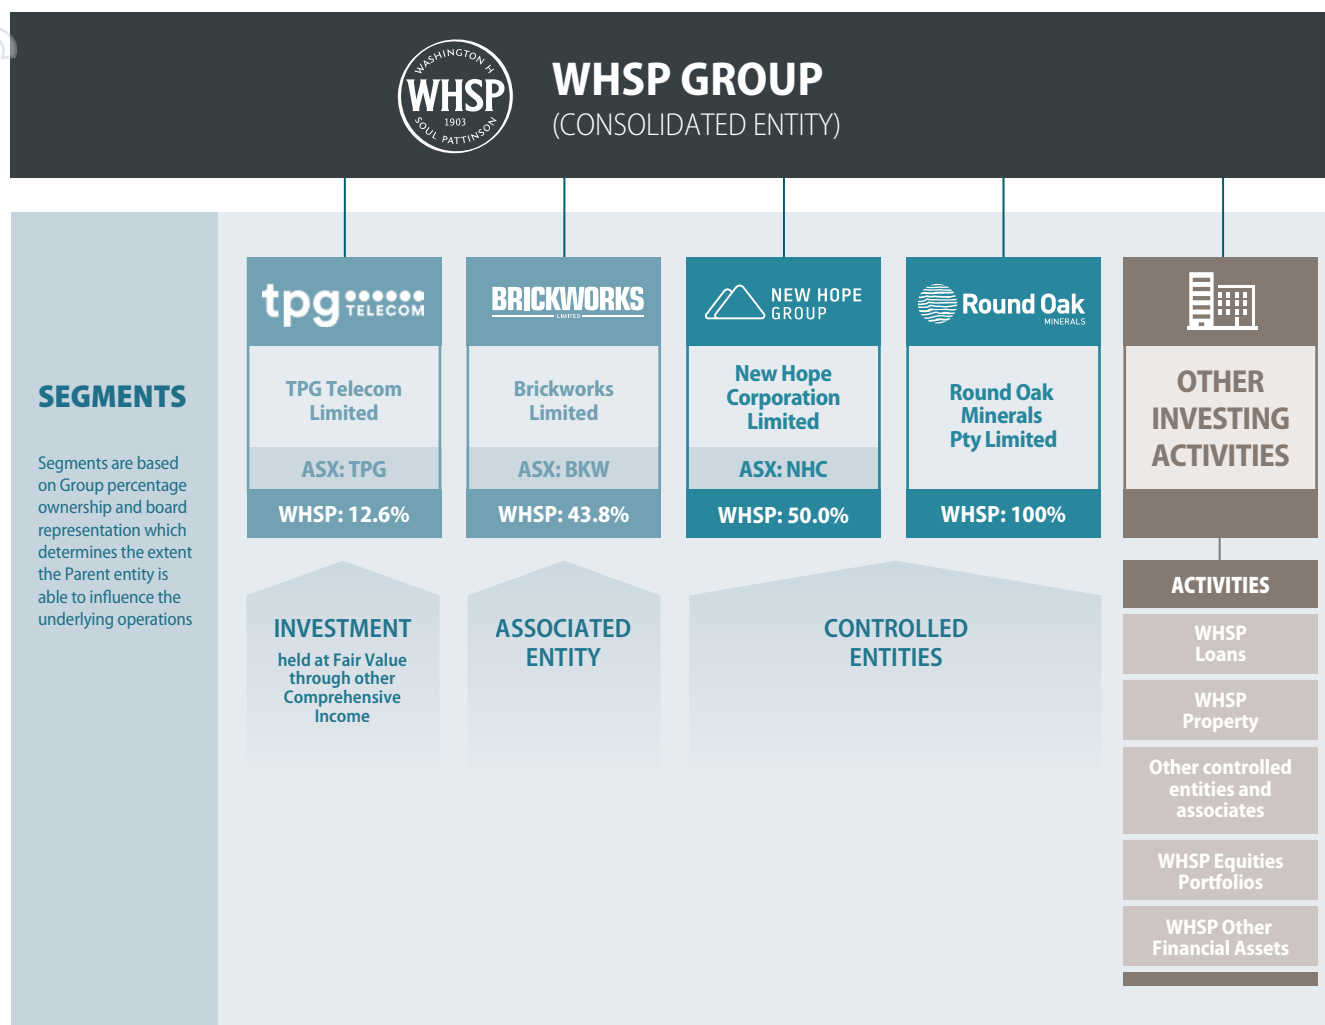 WASHINGTON H
WHSP
1903
SOUL PATTINSON
WHSP GROUP
(CONSOLIDATED ENTITY)
SEGMENTS
Segments are based
on Group percentage
ownership and board
representation which
determines the extent
the Parent entity is
able to influence the
underlying operations
tpg
TELECOM
TPG Telecom
Limited
ASX: TPG
WHSP: 12.6%
BRICKWORKS
LIMITED
Brickworks
Limited
ASX: BKW
WHSP: 43.8%
NEW HOPE
GROUP
New Hope
Corporation
Limited
ASX: NHC
WHSP: 50.0%
Round Oak
MINERALS
Round Oak
Minerals
Pty Limited
WHSP: 100%
OTHER
INVESTING
ACTIVITIES
INVESTMENT
held at Fair Value
through other
Comprehensive
Income
ASSOCIATED
ENTITY
CONTROLLED
ENTITIES
ACTIVITIES
WHSP
Loans
WHSP
Property
Other controlled
entities and
associates
WHSP Equities
Portfolios
WHSP Other
Financial Assets